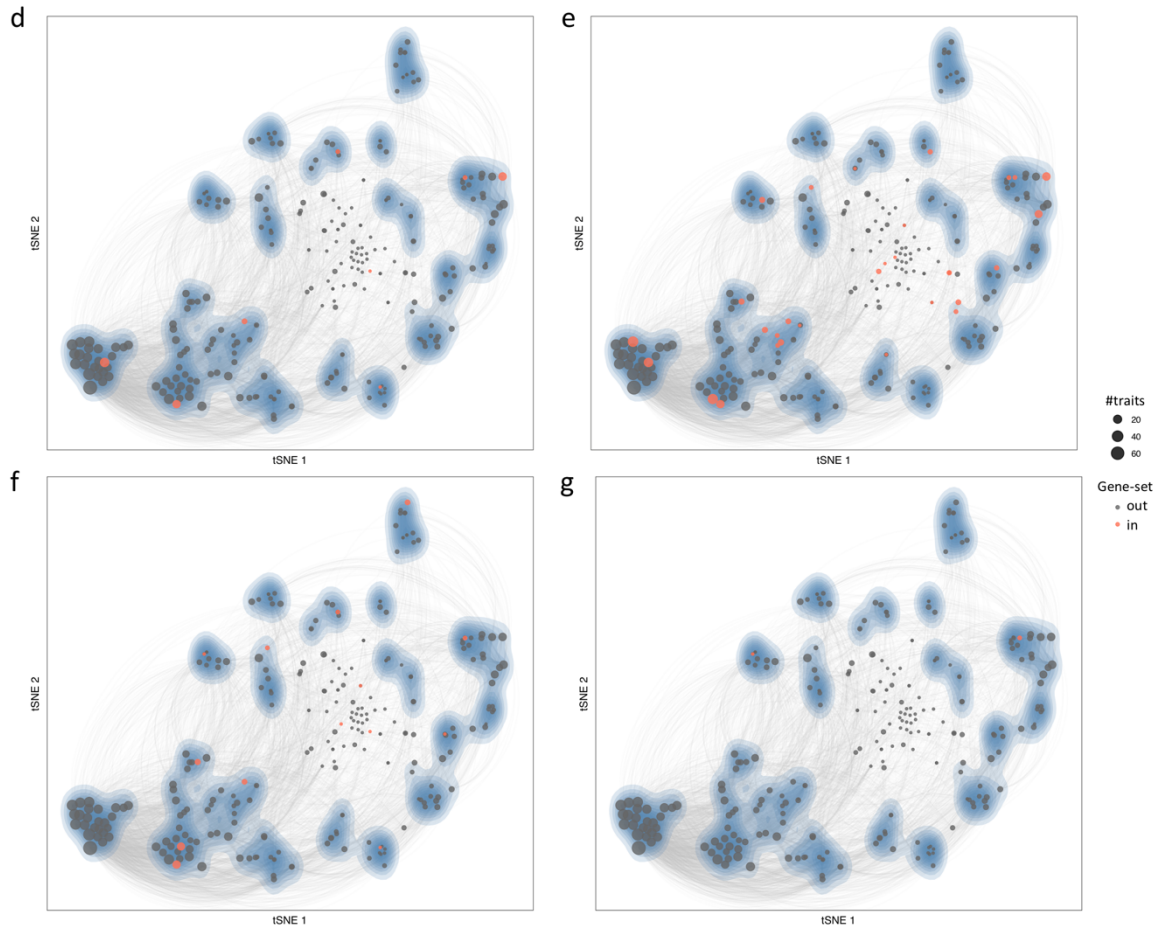 d
e
tSNE 2
tSNE 2
tSNE 1
tSNE 1
#traits
20
40
60
Gene-set
out
in
f
g
tSNE 2
tSNE 2
tSNE 1
tSNE 1